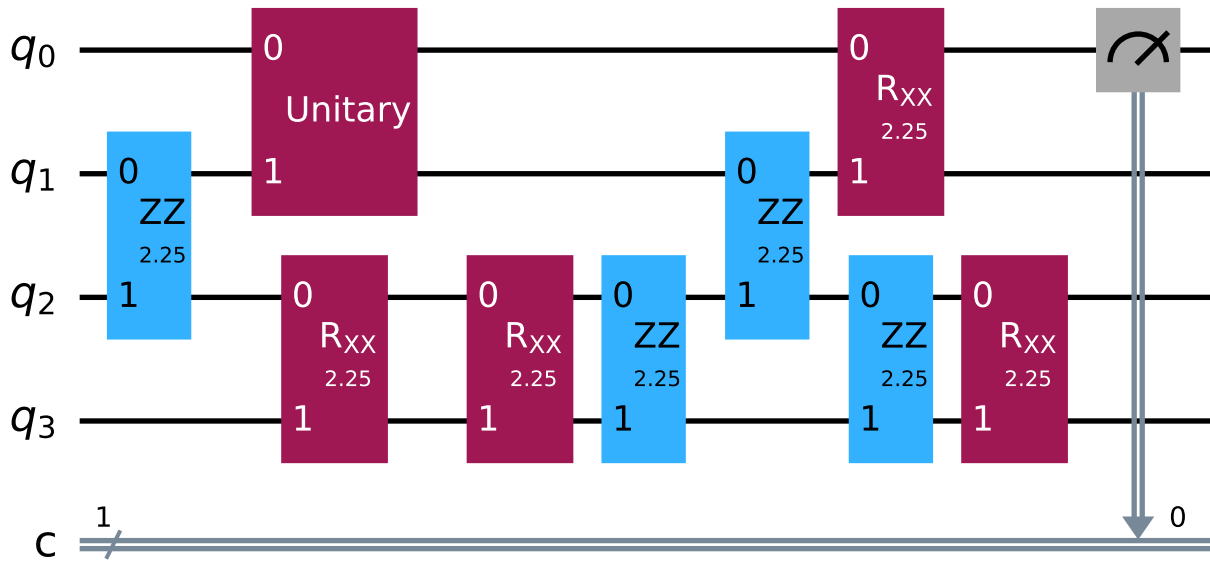 q0 0 0
Unitary RXX
2.25
q1 0 1 0 1
ZZ ZZ
2.25 2.25
q2 1 0 0 0 1 0 0
RXX RXX ZZ ZZ RXX
2.25 2.25 2.25 2.25 2.25
q3 1 1 1 1 1
1 0
c